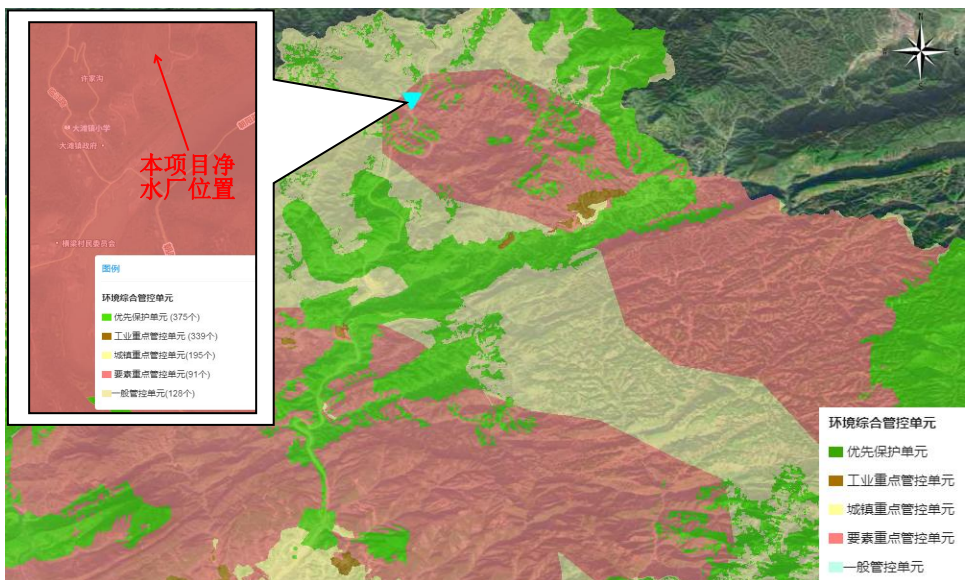 许家沟
大滩镇小学
大滩镇政府
本项目净
水厂位置
横梁村民委员会
图例
环境综合管控单元
优先保护单元 (375个)
工业重点管控单元 (339个)
城镇重点管控单元(195个)
要素重点管控单元(91个)
一般管控单元(128个)
N
环境综合管控单元
优先保护单元
工业重点管控单元
城镇重点管控单元
要素重点管控单元
一般管控单元